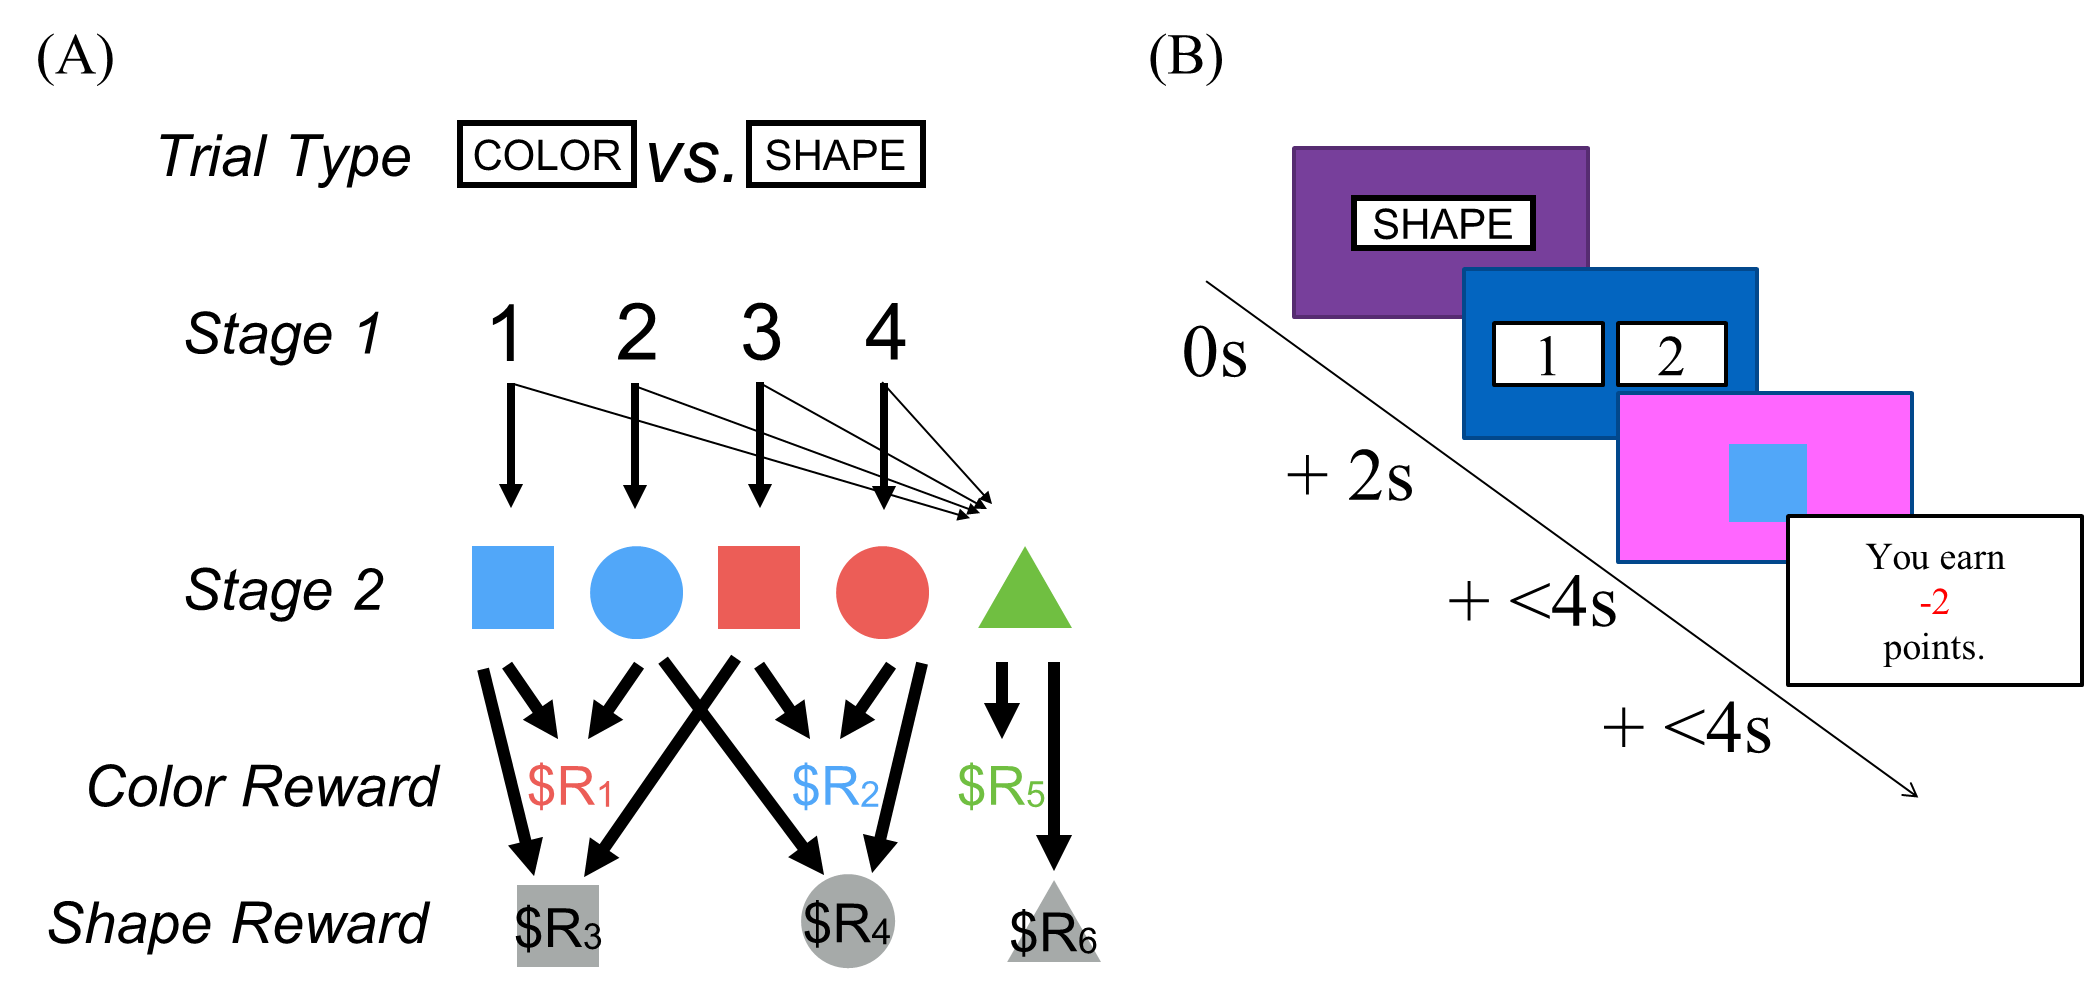 (A)
Trial Type COLOR vs. SHAPE
Stage 1 1 2 3 4
Stage 2
Color Reward $R1 $R2 $R5
Shape Reward $R3 $R4 $R6
(B)
SHAPE
1 2
You earn
-2
points.
0s
+ 2s
+ <4s
+ <4s